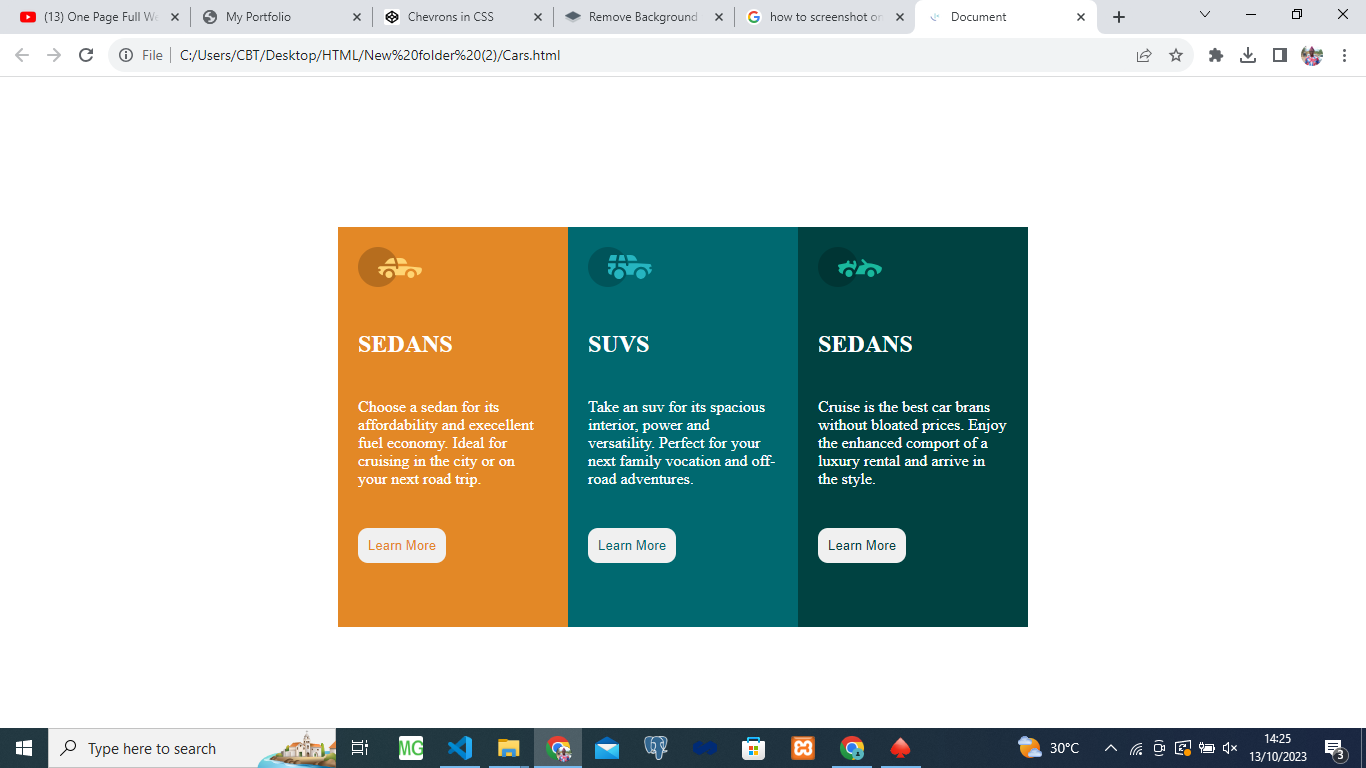 (13) One Page Full We
My Portfolio
Chevrons in CSS
Remove Background
how to screenshot on
Document
File
C:/Users/CBT/Desktop/HTML/New%20folder%20(2)/Cars.html
SEDANS
Choose a sedan for its
affordability and execellent
fuel economy. Ideal for
cruising in the city or on
your next road trip.
Learn More
SUVS
Take an suv for its spacious
interior, power and
versatility. Perfect for your
next family vocation and off-
road adventures.
Learn More
SEDANS
Cruise is the best car brans
without bloated prices. Enjoy
the enhanced comport of a
luxury rental and arrive in
the style.
Learn More
Type here to search
MG
30°C
14:25
13/10/2023
3